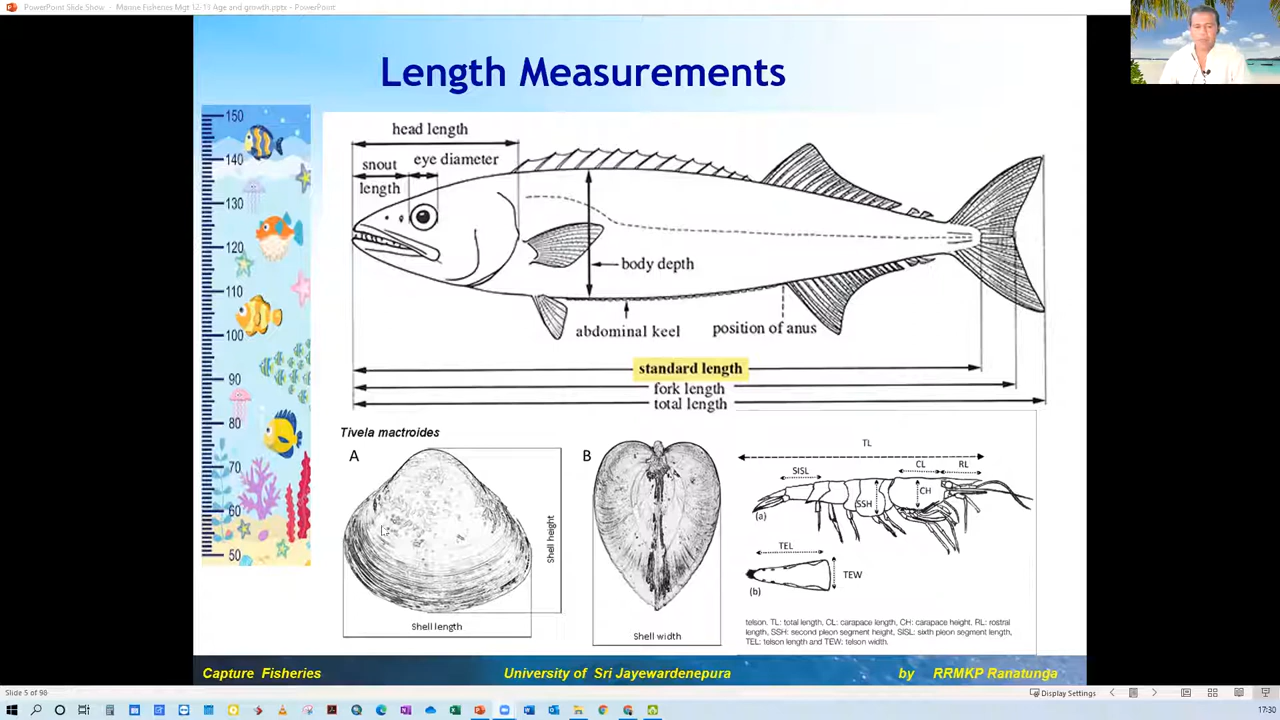 PowerPoint Slide Show - Marine Fisheries Mgt 12-13 Age and growth.pptx - PowerPoint
Length Measurements
150
140
130
120
110
100
90
80
70
60
50
head length
snout
length
eye diameter
body depth
abdominal keel
position of anus
standard length
fork length
total length
Tivela mactroides
A
Shell height
Shell length
B
Shell width
TL
SISL
CL
RL
SSH
CH
(a)
TEL
TEW
(b)
telson. TL: total length, CL: carapace length, CH: carapace height, RL: rostral
length, SSH: second pleon segment height, SISL: sixth pleon segment length,
TEL: telson length and TEW: telson width.
Capture Fisheries
University of Sri Jayewardenepura
by RRMKP Ranatunga
Slide 5 of 98
Display Settings
17:30